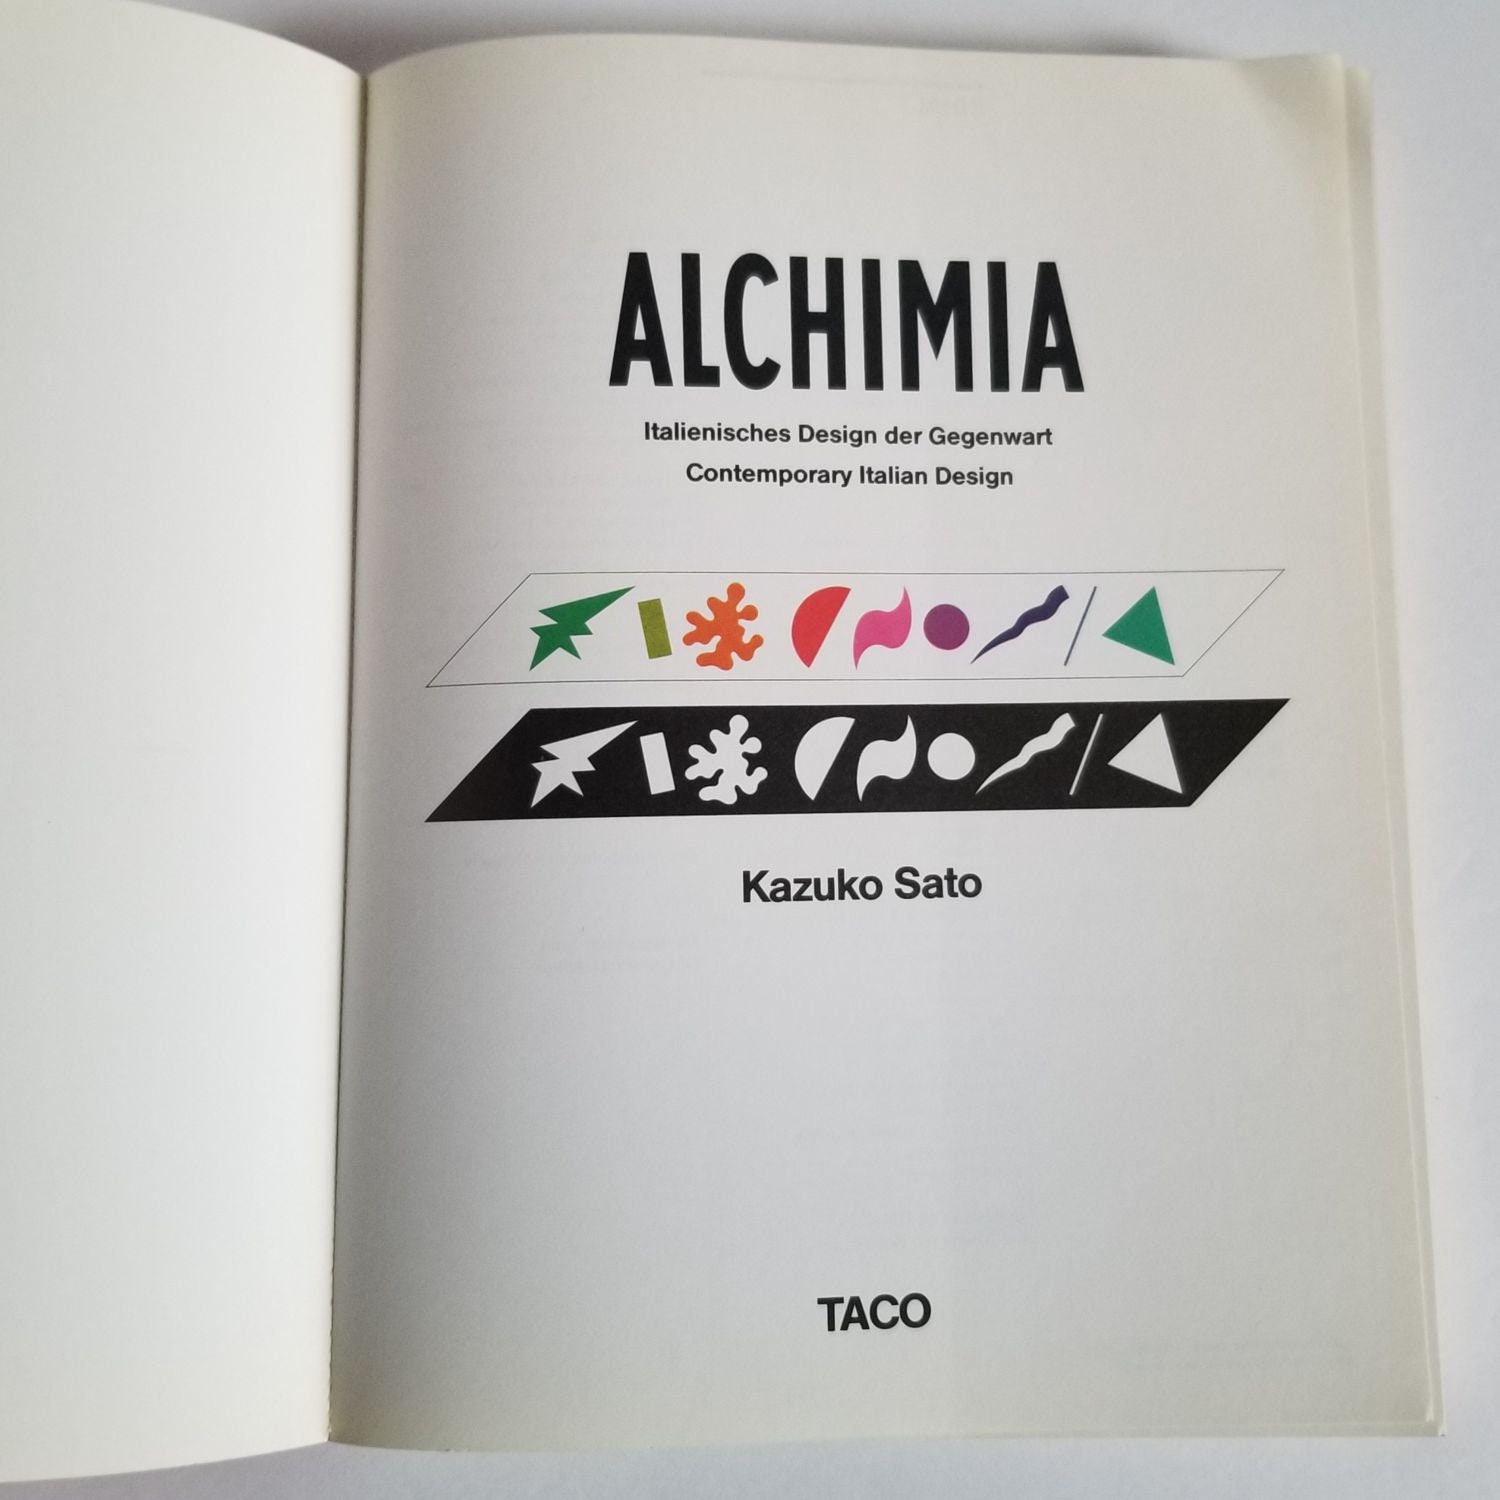 ALCHIMIA
Italienisches Design der Gegenwart
Contemporary Italian Design
Kazuko Sato
TACO